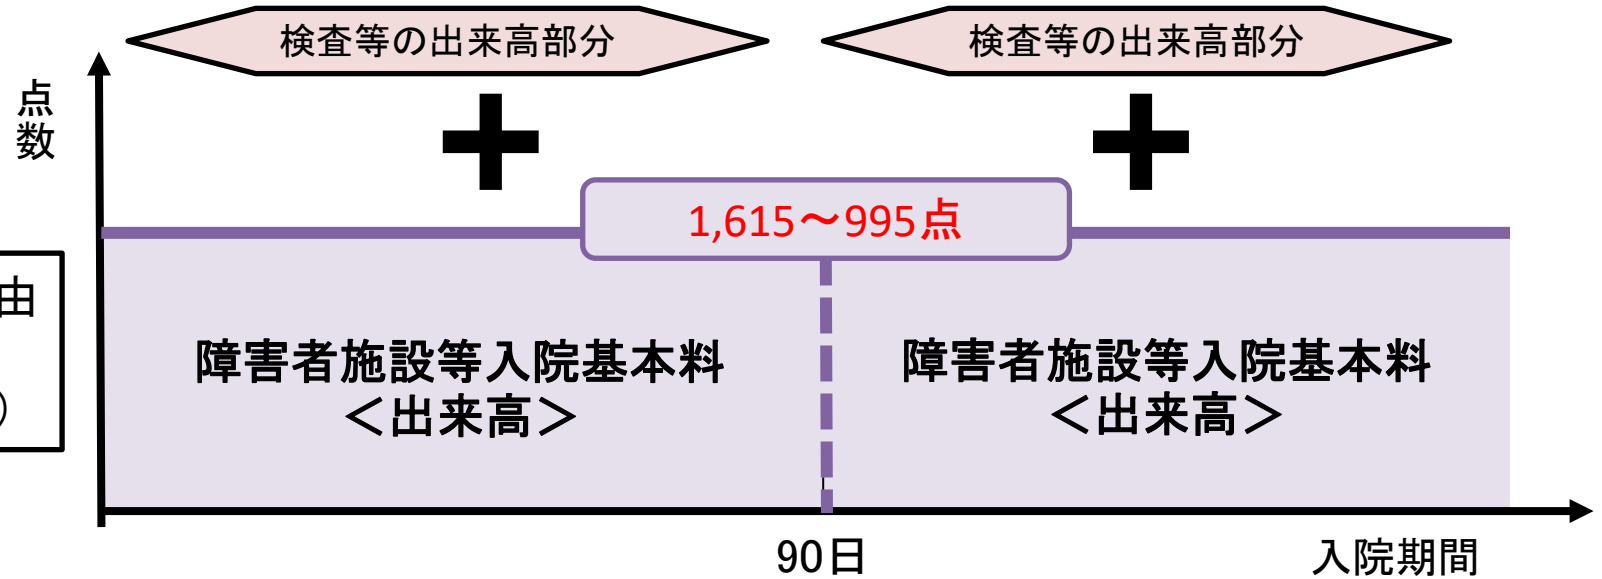 検査等の出来高部分
検査等の出来高部分
点数
1,615～995点
由
）
障害者施設等入院基本料
＜出来高＞
障害者施設等入院基本料
＜出来高＞
90日
入院期間